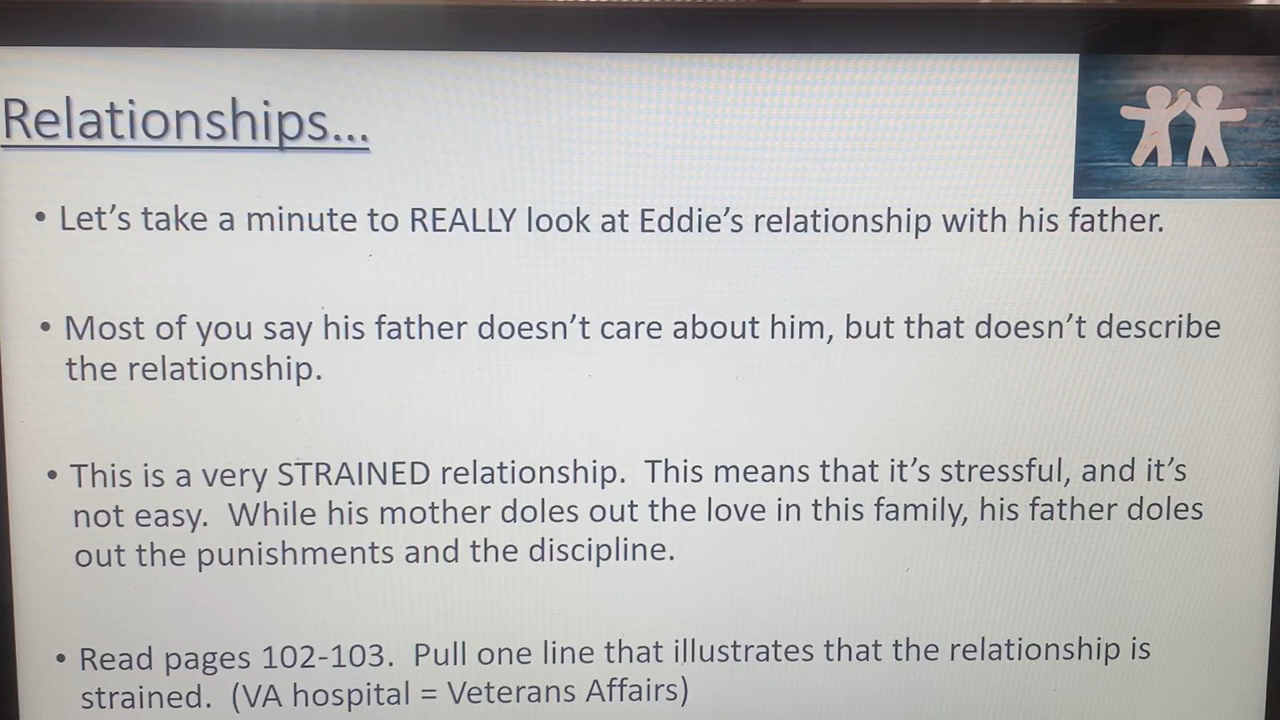 Relationships...
• Let's take a minute to REALLY look at Eddie's relationship with his father.
• Most of you say his father doesn't care about him, but that doesn't describe
the relationship.
• This is a very STRAINED relationship.  This means that it's stressful, and it's
not easy.  While his mother doles out the love in this family, his father doles
out the punishments and the discipline.
• Read pages 102-103.  Pull one line that illustrates that the relationship is
strained.  (VA hospital = Veterans Affairs)